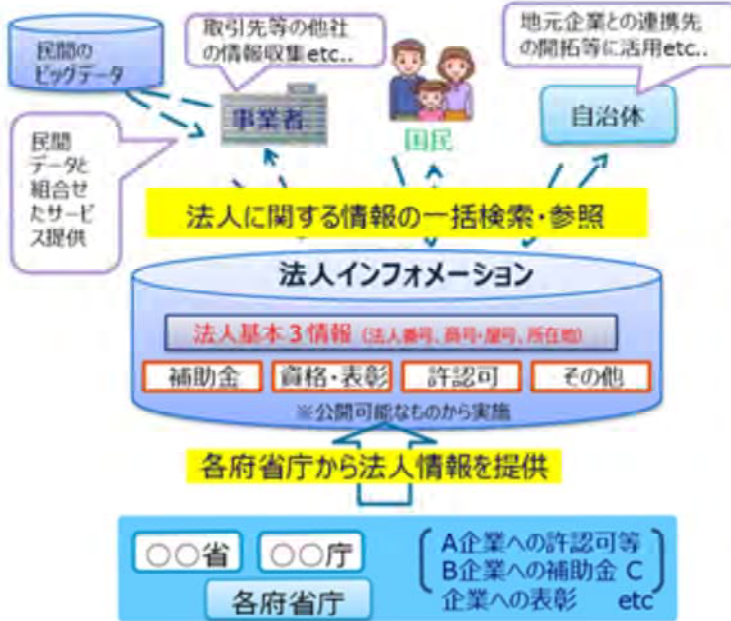 民間の
ビッグデータ
取引先等の他社
の情報収集etc..
地元企業との連携先
の開拓等に活用etc..
事業者
国民
自治体
民間
データと
組合せ
たサービ
ス提供
法人に関する情報の一括検索・参照
法人インフォメーション
法人基本3情報（法人番号、商号・屋号、所在地）
補助金
資格・表彰
許認可
その他
※公開可能なものから実施
各府省庁から法人情報を提供
○○省
○○庁
各府省庁
A企業への許認可等
B企業への補助金 C
企業への表彰 etc